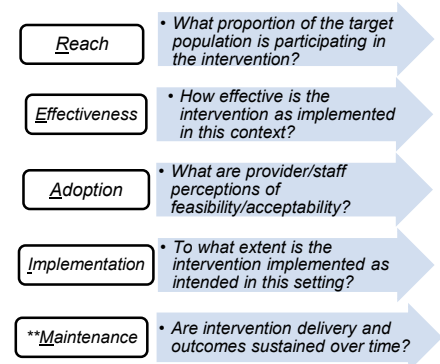 Reach
• What proportion of the target
population is participating in
the intervention?
Effectiveness
• How effective is the
intervention as implemented
in this context?
Adoption
• What are provider/staff
perceptions of
feasibility/acceptability?
Implementation
• To what extent is the
intervention implemented as
intended in this setting?
**Maintenance
• Are intervention delivery and
outcomes sustained over time?